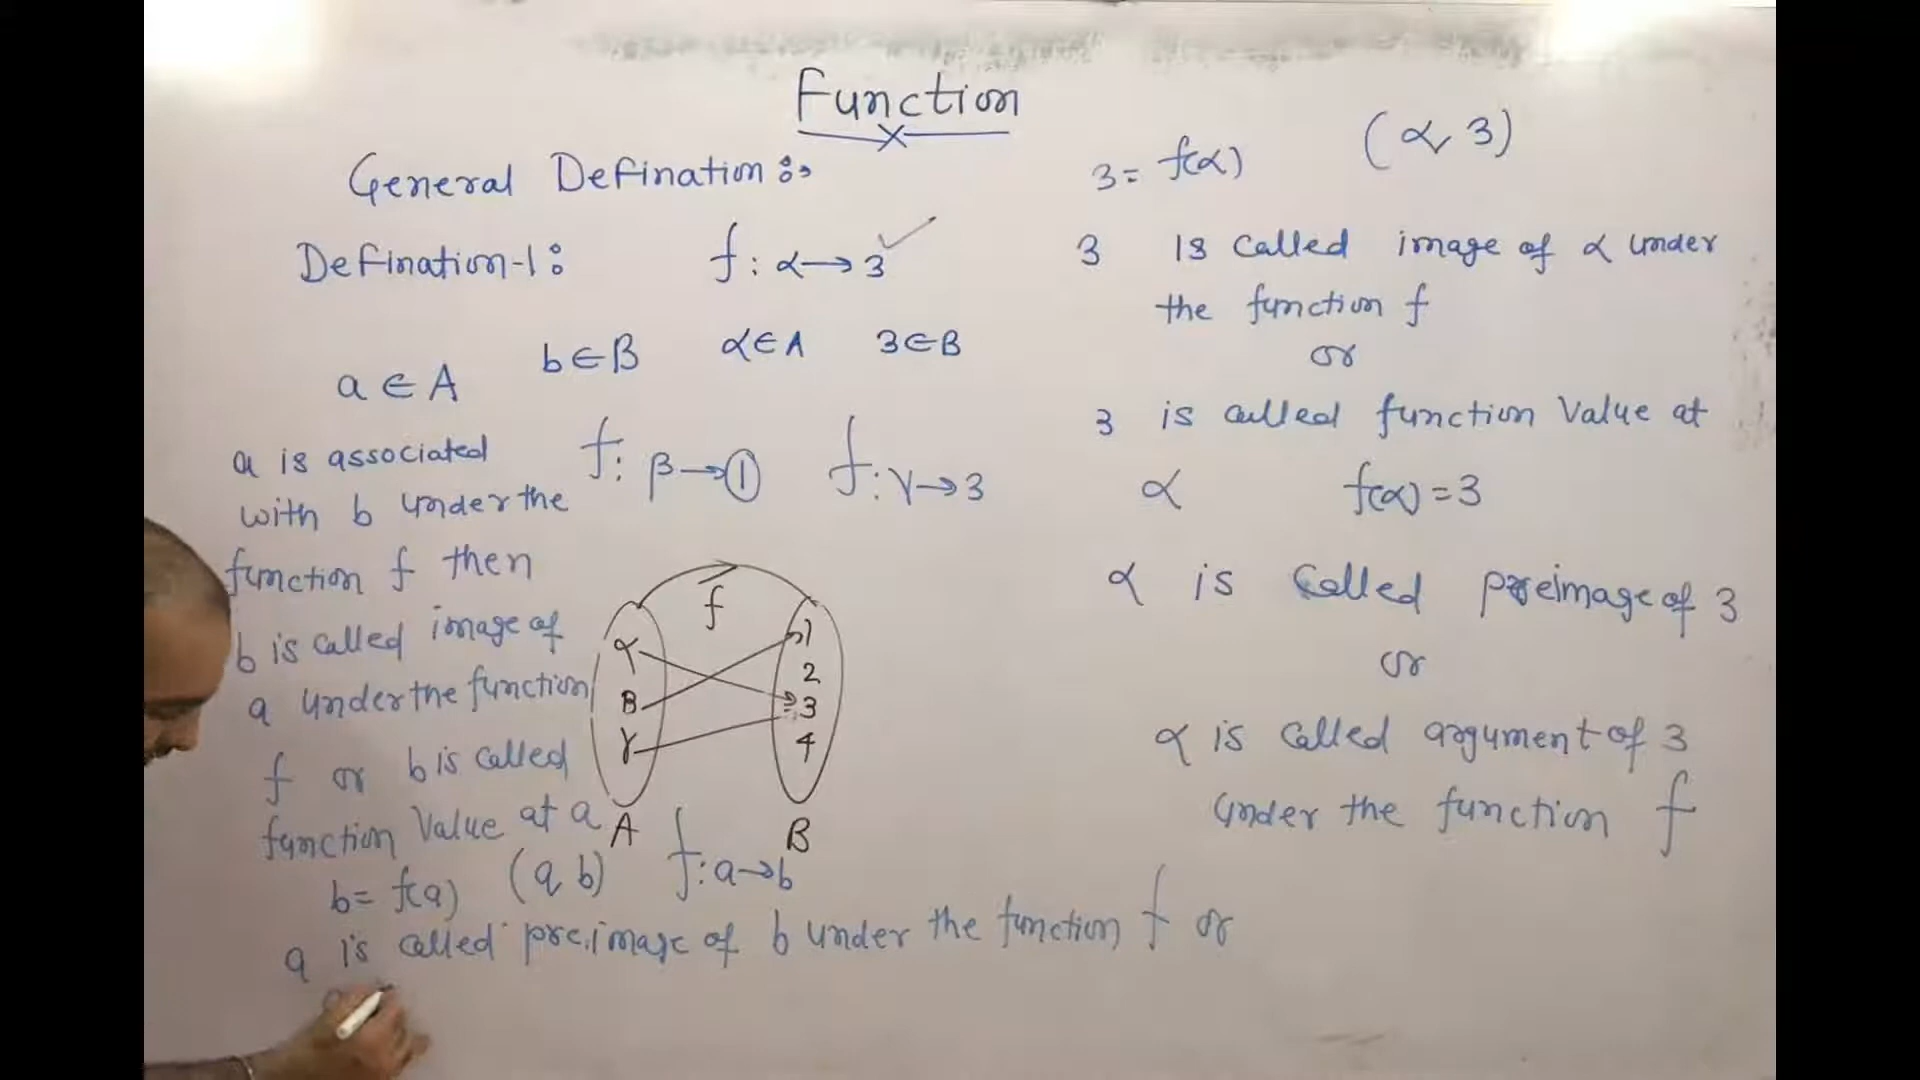 Function
General Defination :-
Defination-1 :
f : α → 3 ✓
a ∈ A
b ∈ B
α ∈ A
3 ∈ B
a is associated
with b under the
function f then
b is called image of
a under the function
f or b is called
function Value at a
b = f(a)
(a, b)
f : a → b
a is called pre.image of b under the function f or
f : β → 1
f : γ → 3
f
α
B
γ
A
1
2
3
4
B
3 = f(α)
(α, 3)
3 is called image of α under
the function f
or
3 is called function Value at
α
f(α) = 3
α is called preimage of 3
or
α is called argument of 3
under the function f